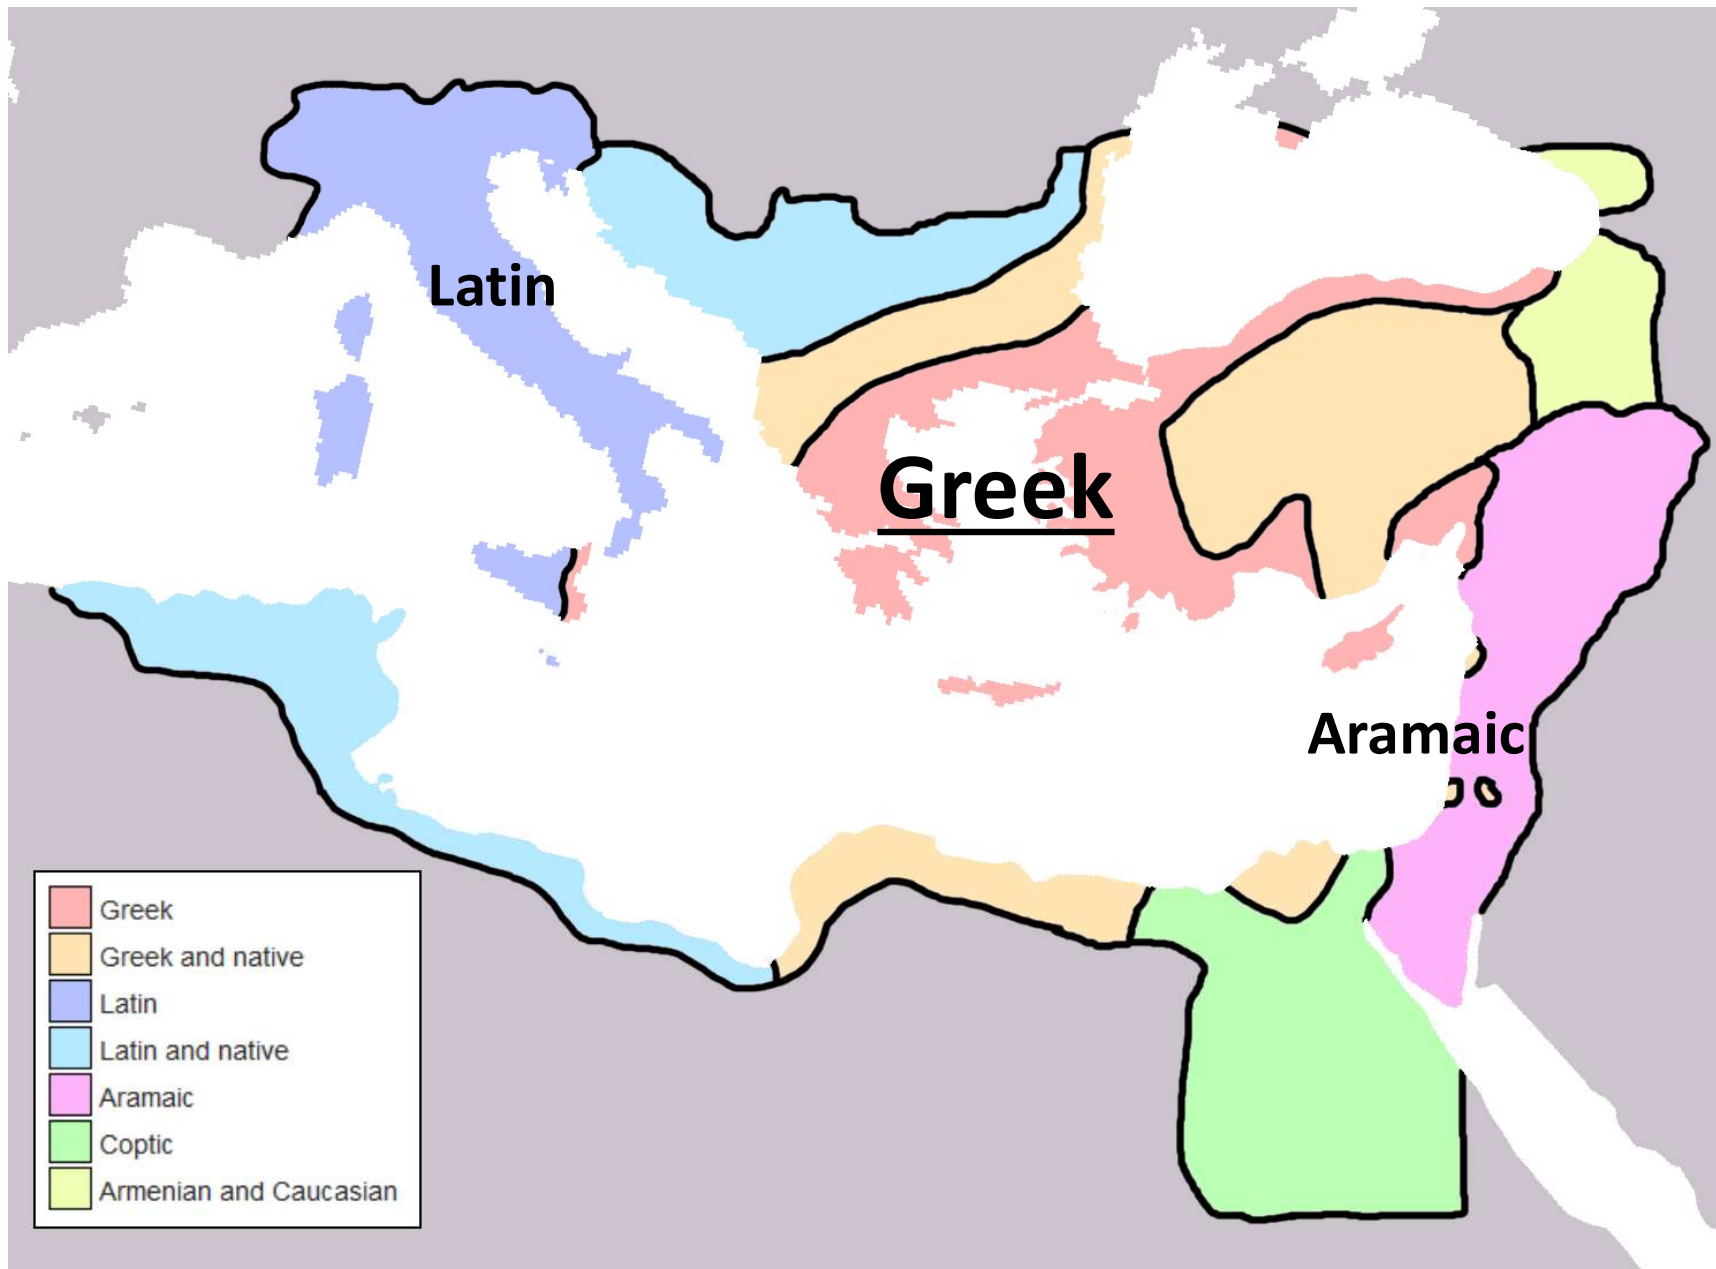 Latin
Greek
Aramaic
Greek
Greek and native
Latin
Latin and native
Aramaic
Coptic
Armenian and Caucasian